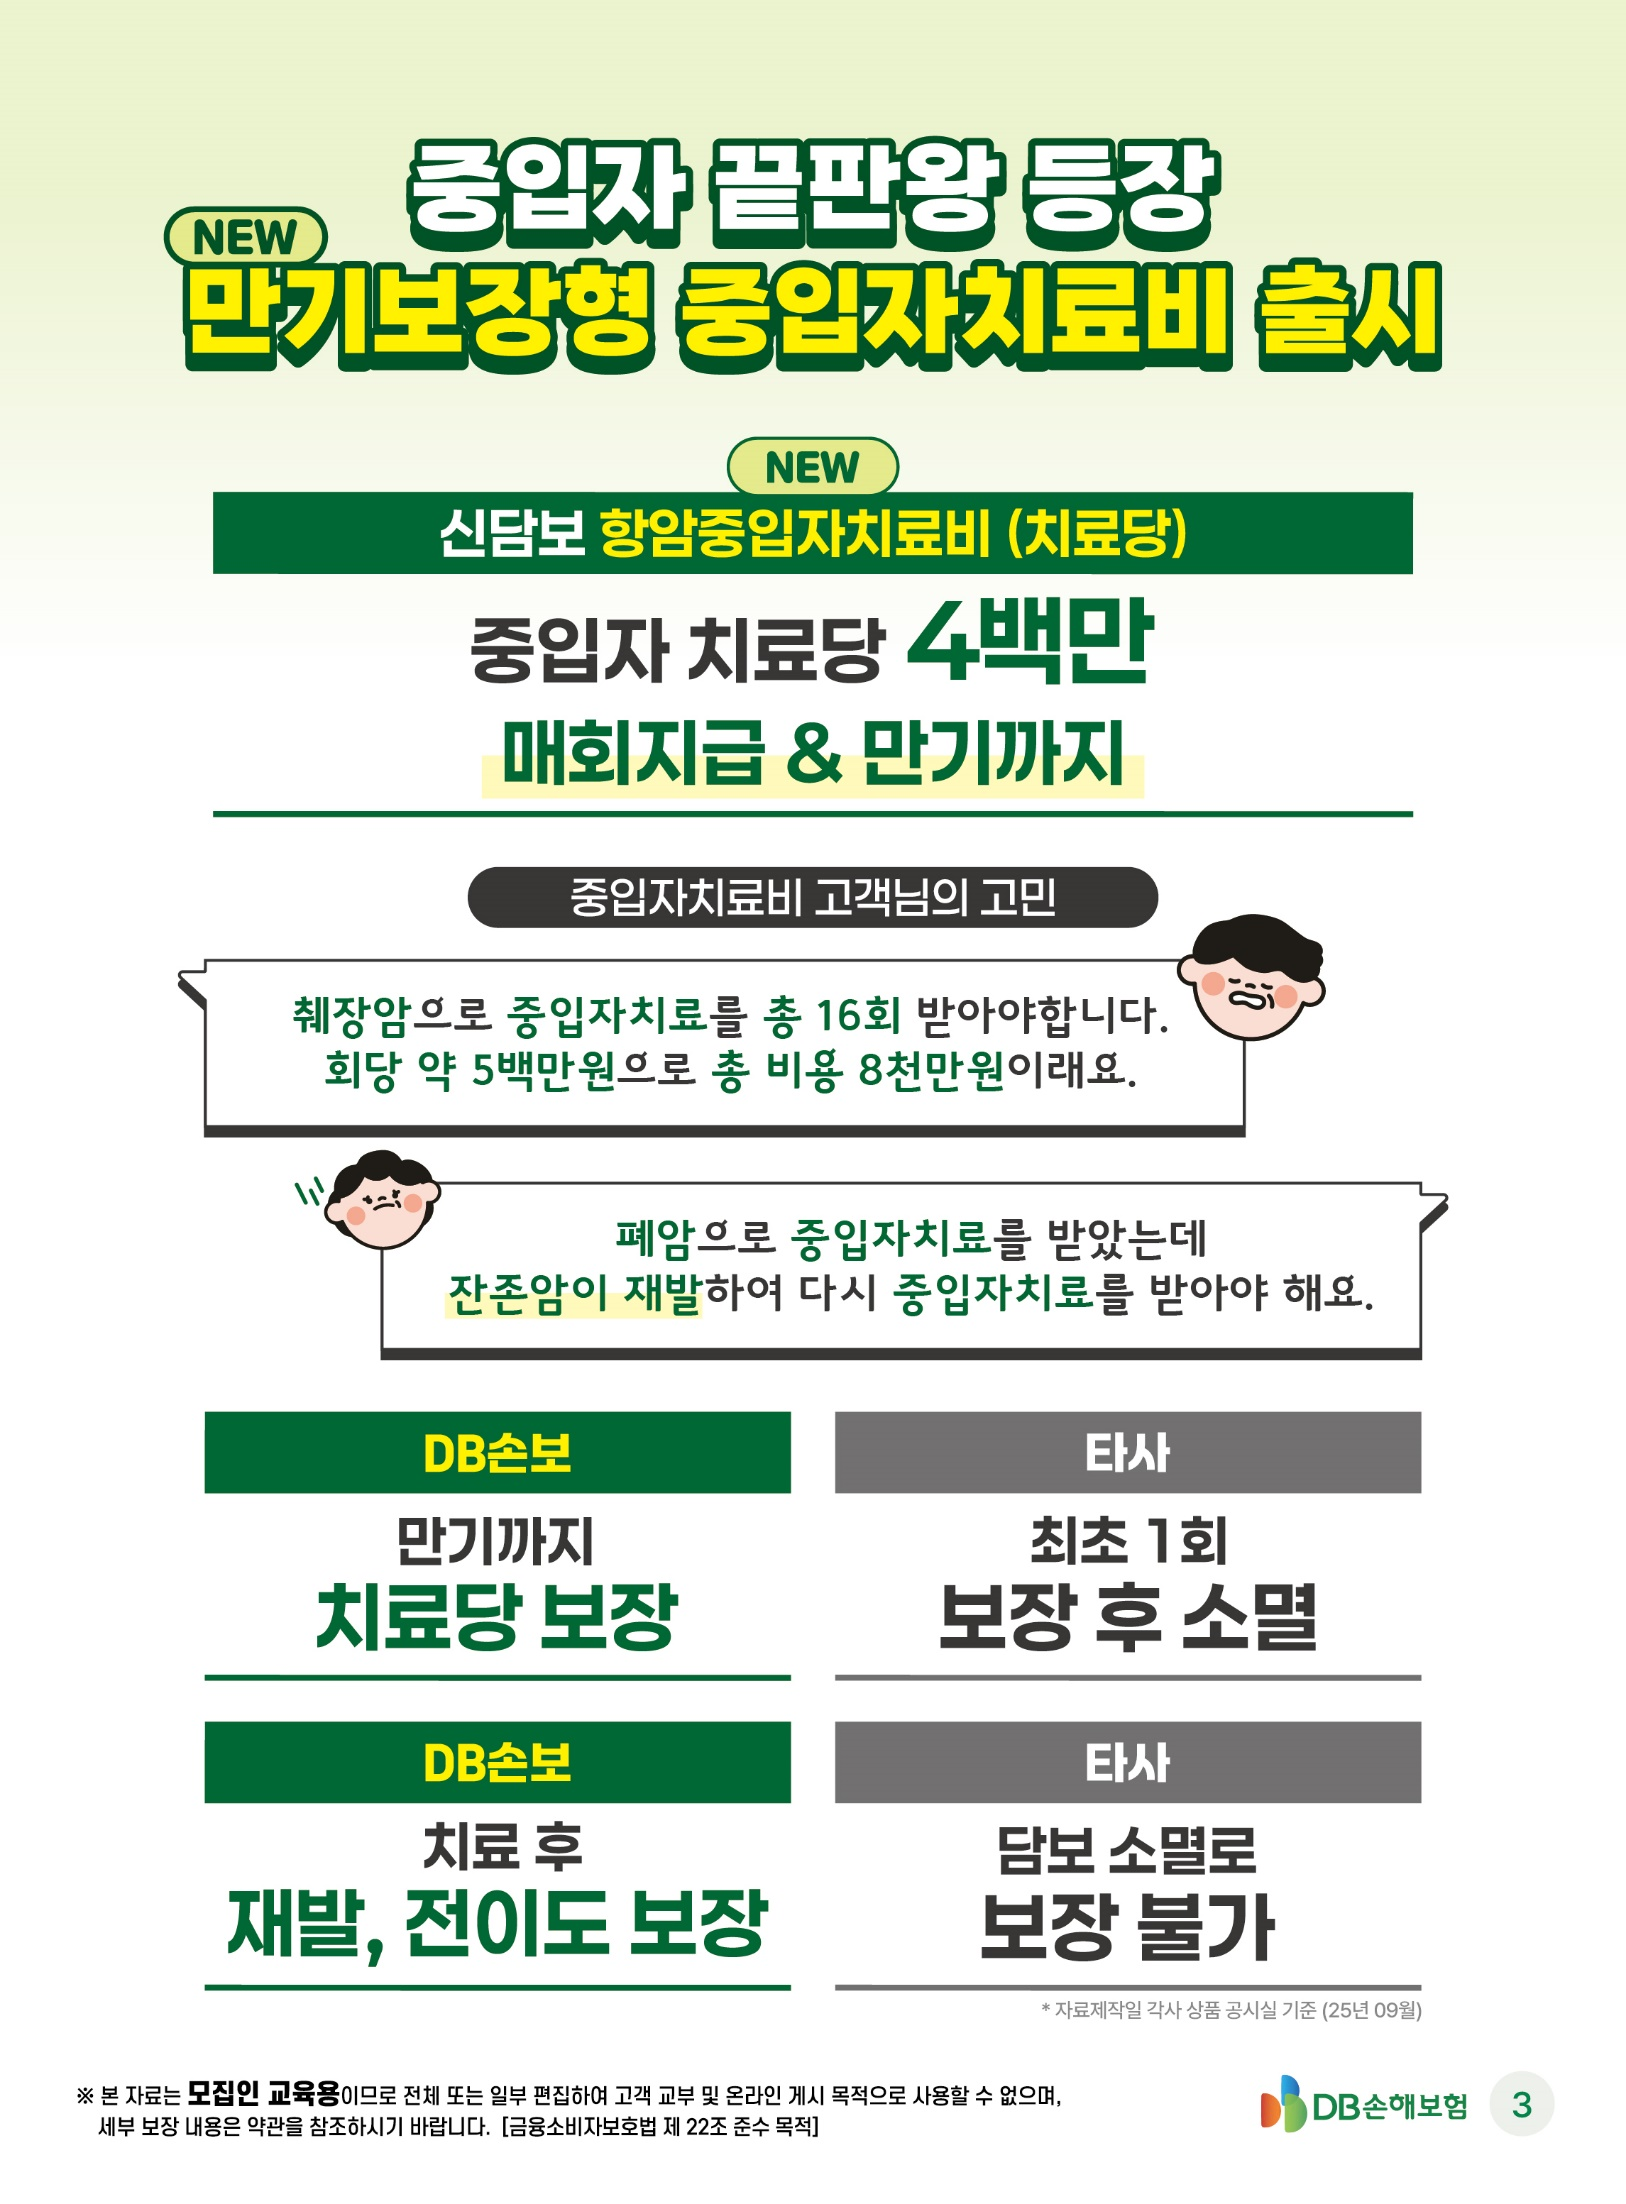 중입자 끝판왕 등장
NEW
만기보장형 중입자치료비 출시
NEW
신담보 항암중입자치료비 (치료당)
중입자 치료당 4백만
매회지급 & 만기까지
중입자치료비 고객님의 고민
췌장암으로 중입자치료를 총 16회 받아야합니다.
회당 약 5백만원으로 총 비용 8천만원이래요.
폐암으로 중입자치료를 받았는데
잔존암이 재발하여 다시 중입자치료를 받아야 해요.
DB손보
만기까지
치료당 보장
타사
최초 1회
보장 후 소멸
DB손보
치료 후
재발, 전이도 보장
타사
담보 소멸로
보장 불가
* 자료제작일 각사 상품 공시실 기준 (25년 09월)
※ 본 자료는 모집인 교육용이므로 전체 또는 일부 편집하여 고객 교부 및 온라인 게시 목적으로 사용할 수 없으며,
세부 보장 내용은 약관을 참조하시기 바랍니다. [금융소비자보호법 제 22조 준수 목적]
DB손해보험
3